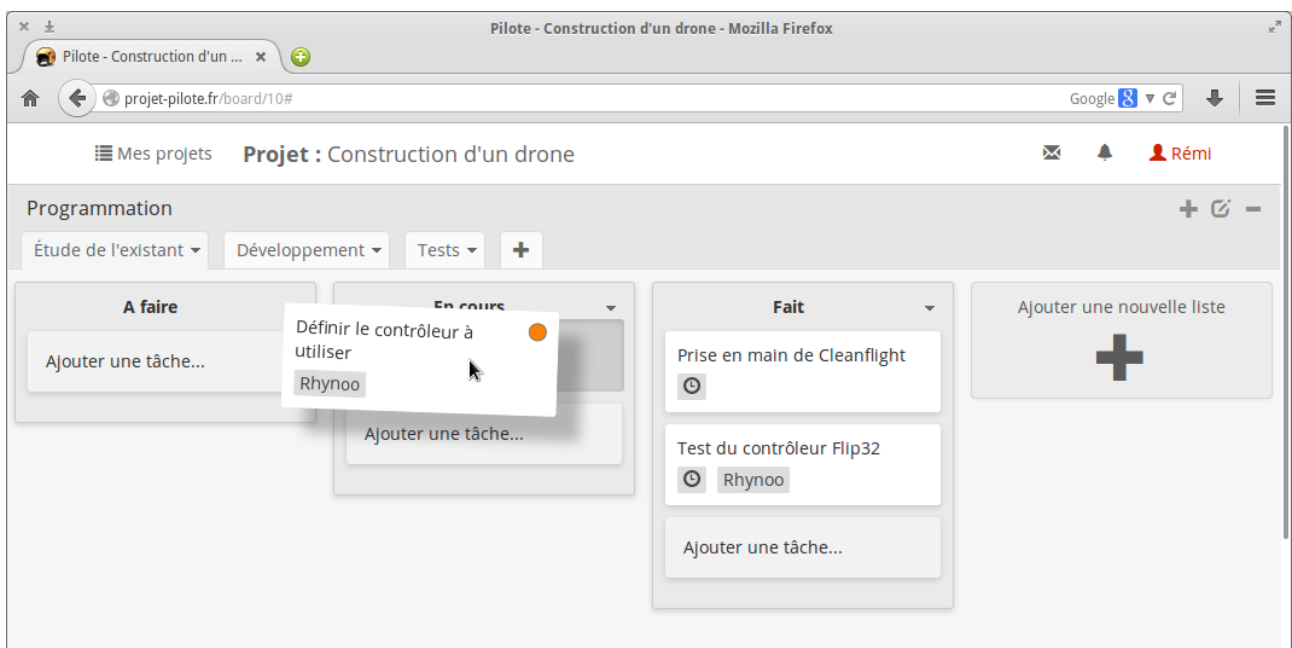 Pilote - Construction d'un drone - Mozilla Firefox
Pilote - Construction d'un ...
projet-pilote.fr/board/10#
Google 8
Mes projets
Projet : Construction d'un drone
Rémi
Programmation
Étude de l'existant
Développement
Tests
A faire
Ajouter une tâche...
En cours
Définir le contrôleur à
utiliser
Rhynoo
Ajouter une tâche...
Fait
Prise en main de Cleanflight
Test du contrôleur Flip32
Rhynoo
Ajouter une tâche...
Ajouter une nouvelle liste